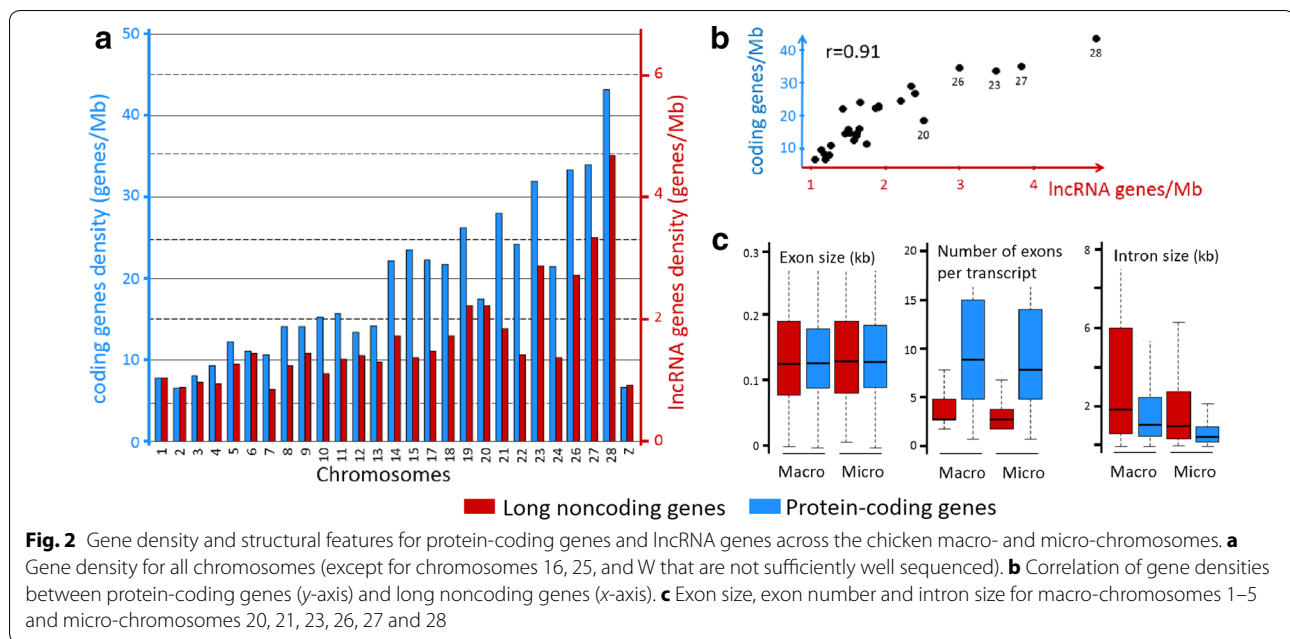 a
50
40
30
20
10
0
coding genes density (genes/Mb)
6
4
2
0
lncRNA genes density (genes/Mb)
1 2 3 4 5 6 7 8 9 10 11 12 13 14 15 16 17 18 19 20 21 22 23 24 26 27 28 Z
Chromosomes
b
r=0.91
40
30
20
10
coding genes/Mb
28
26
23
27
20
1 2 3 4
lncRNA genes/Mb
c
Exon size (kb)
0.3
0.2
0.1
0
Macro Micro
Number of exons
per transcript
20
15
10
5
0
Macro Micro
Intron size (kb)
8
6
4
2
Macro Micro
Long noncoding genes
Protein-coding genes
Fig. 2 Gene density and structural features for protein-coding genes and lncRNA genes across the chicken macro- and micro-chromosomes. a
Gene density for all chromosomes (except for chromosomes 16, 25, and W that are not sufficiently well sequenced). b Correlation of gene densities
between protein-coding genes (y-axis) and long noncoding genes (x-axis). c Exon size, exon number and intron size for macro-chromosomes 1–5
and micro-chromosomes 20, 21, 23, 26, 27 and 28